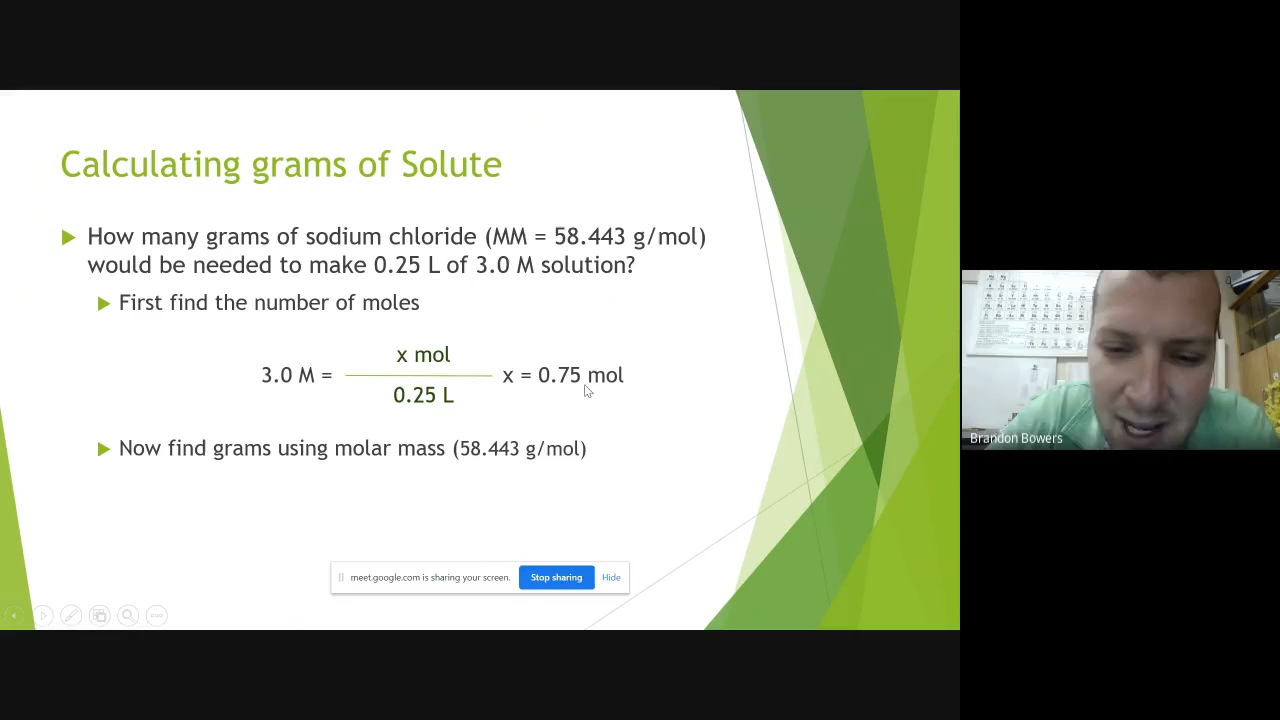 Calculating grams of Solute
How many grams of sodium chloride (MM = 58.443 g/mol)
would be needed to make 0.25 L of 3.0 M solution?
First find the number of moles
x mol
3.0 M =
x = 0.75 mol
0.25 L
Now find grams using molar mass (58.443 g/mol)
meet.google.com is sharing your screen.
Stop sharing
Hide
Brandon Bowers